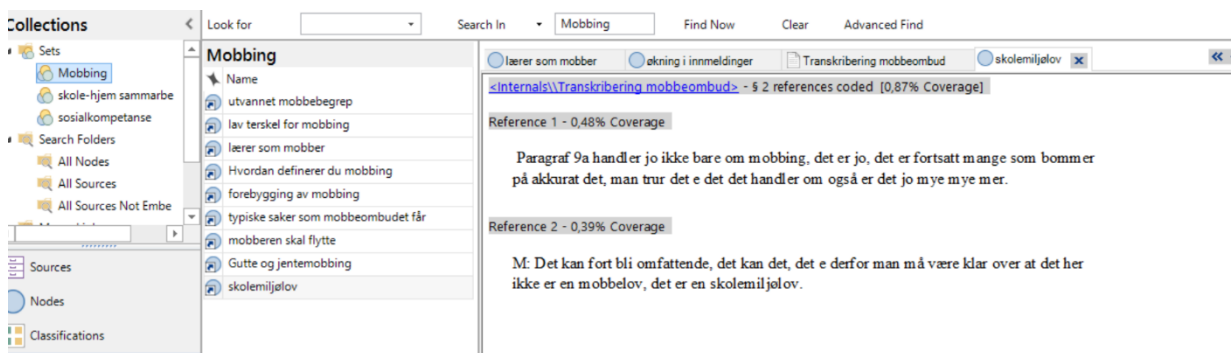 Collections
Look for
Search In
Mobbing
Find Now
Clear
Advanced Find
Sets
Mobbing
skole-hjem sammarbe
sosialkompetanse
Search Folders
All Nodes
All Sources
All Sources Not Embe
Sources
Nodes
Classifications
Mobbing
Name
utvannet mobbebegrep
lav terskel for mobbing
lærer som mobber
Hvordan definerer du mobbing
forebygging av mobbing
typiske saker som mobbeombudet får
mobberen skal flytte
Gutte og jentemobbing
skolemiljølov
lærer som mobber
økning i innmeldinger
Transkribering mobbeombud
skolemiljølov
<Internals\\Transkribering mobbeombud> - § 2 references coded [0,87% Coverage]
Reference 1 - 0,48% Coverage
Paragraf 9a handler jo ikke bare om mobbing, det er jo, det er fortsatt mange som bommer
på akkurat det, man trur det e det det handler om også er det jo mye mye mer.
Reference 2 - 0,39% Coverage
M: Det kan fort bli omfattende, det kan det, det e derfor man må være klar over at det her
ikke er en mobbelov, det er en skolemiljølov.